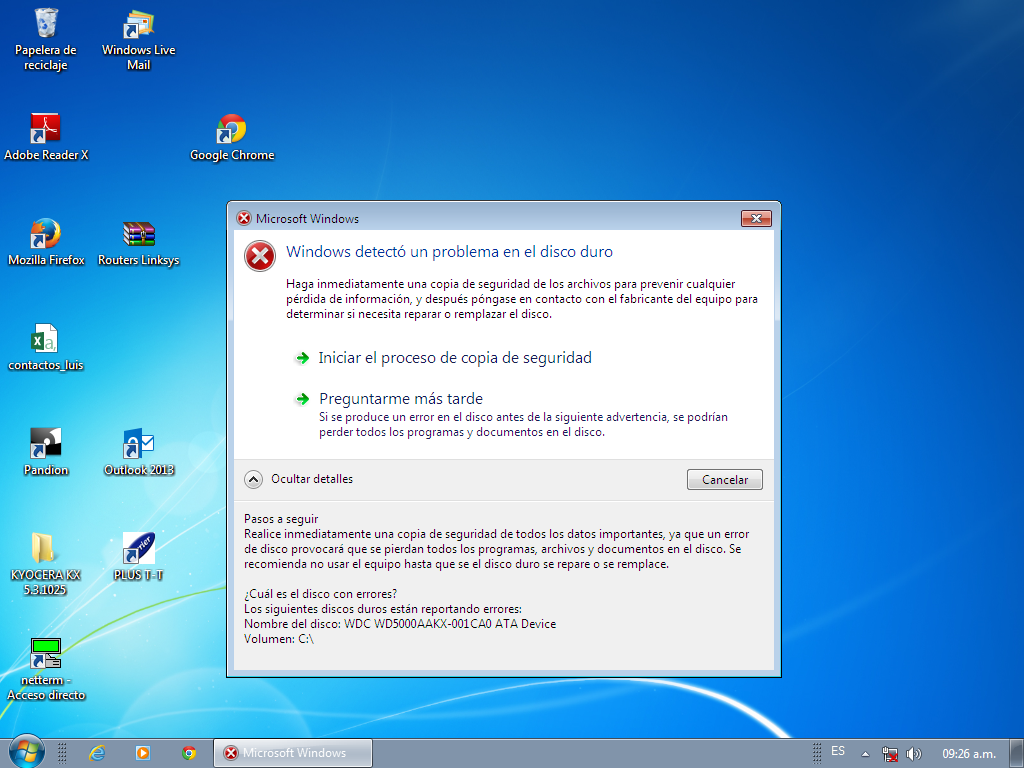 Papelera de
reciclaje
Windows Live
Mail
Adobe Reader X
Google Chrome
Mozilla Firefox
Routers Linksys
contactos_luis
Pandion
Outlook 2013
KYOCERA KX
5.3.1025
PLUS T-T
netterm -
Acceso directo
Microsoft Windows
Windows detectó un problema en el disco duro
Haga inmediatamente una copia de seguridad de los archivos para prevenir cualquier
pérdida de información, y después póngase en contacto con el fabricante del equipo para
determinar si necesita reparar o remplazar el disco.
Iniciar el proceso de copia de seguridad
Preguntarme más tarde
Si se produce un error en el disco antes de la siguiente advertencia, se podrían
perder todos los programas y documentos en el disco.
Ocultar detalles
Cancelar
Pasos a seguir
Realice inmediatamente una copia de seguridad de todos los datos importantes, ya que un error
de disco provocará que se pierdan todos los programas, archivos y documentos en el disco. Se
recomienda no usar el equipo hasta que se el disco duro se repare o se remplace.
¿Cuál es el disco con errores?
Los siguientes discos duros están reportando errores:
Nombre del disco: WDC WD5000AAKX-001CA0 ATA Device
Volumen: C:\
Microsoft Windows
ES
09:26 a.m.